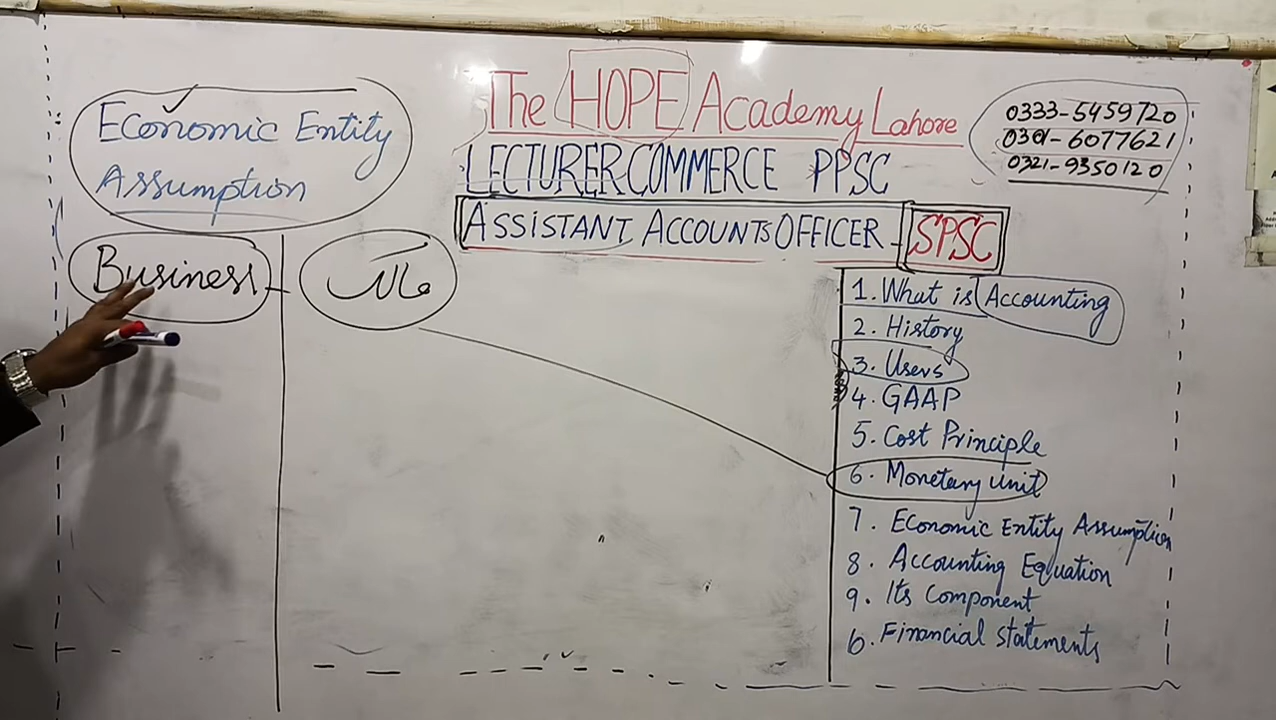 The HOPE Academy Lahore
LECTURER COMMERCE PPSC
ASSISTANT ACCOUNTS OFFICER - SPSC
0333-5459720
0301-6077621
0321-9350120
Economic Entity
Assumption
Business
مالک
1. What is Accounting
2. History
3. Users
4. GAAP
5. Cost Principle
6. Monetary unit
7. Economic Entity Assumption
8. Accounting Equation
9. Its Component
10. Financial statements